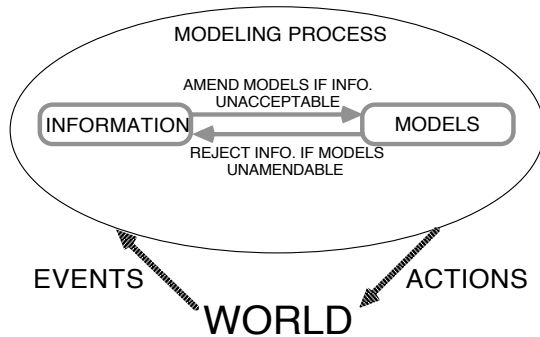 MODELING PROCESS
AMEND MODELS IF INFO.
UNACCEPTABLE
INFORMATION
MODELS
REJECT INFO. IF MODELS
UNAMENDABLE
EVENTS
ACTIONS
WORLD